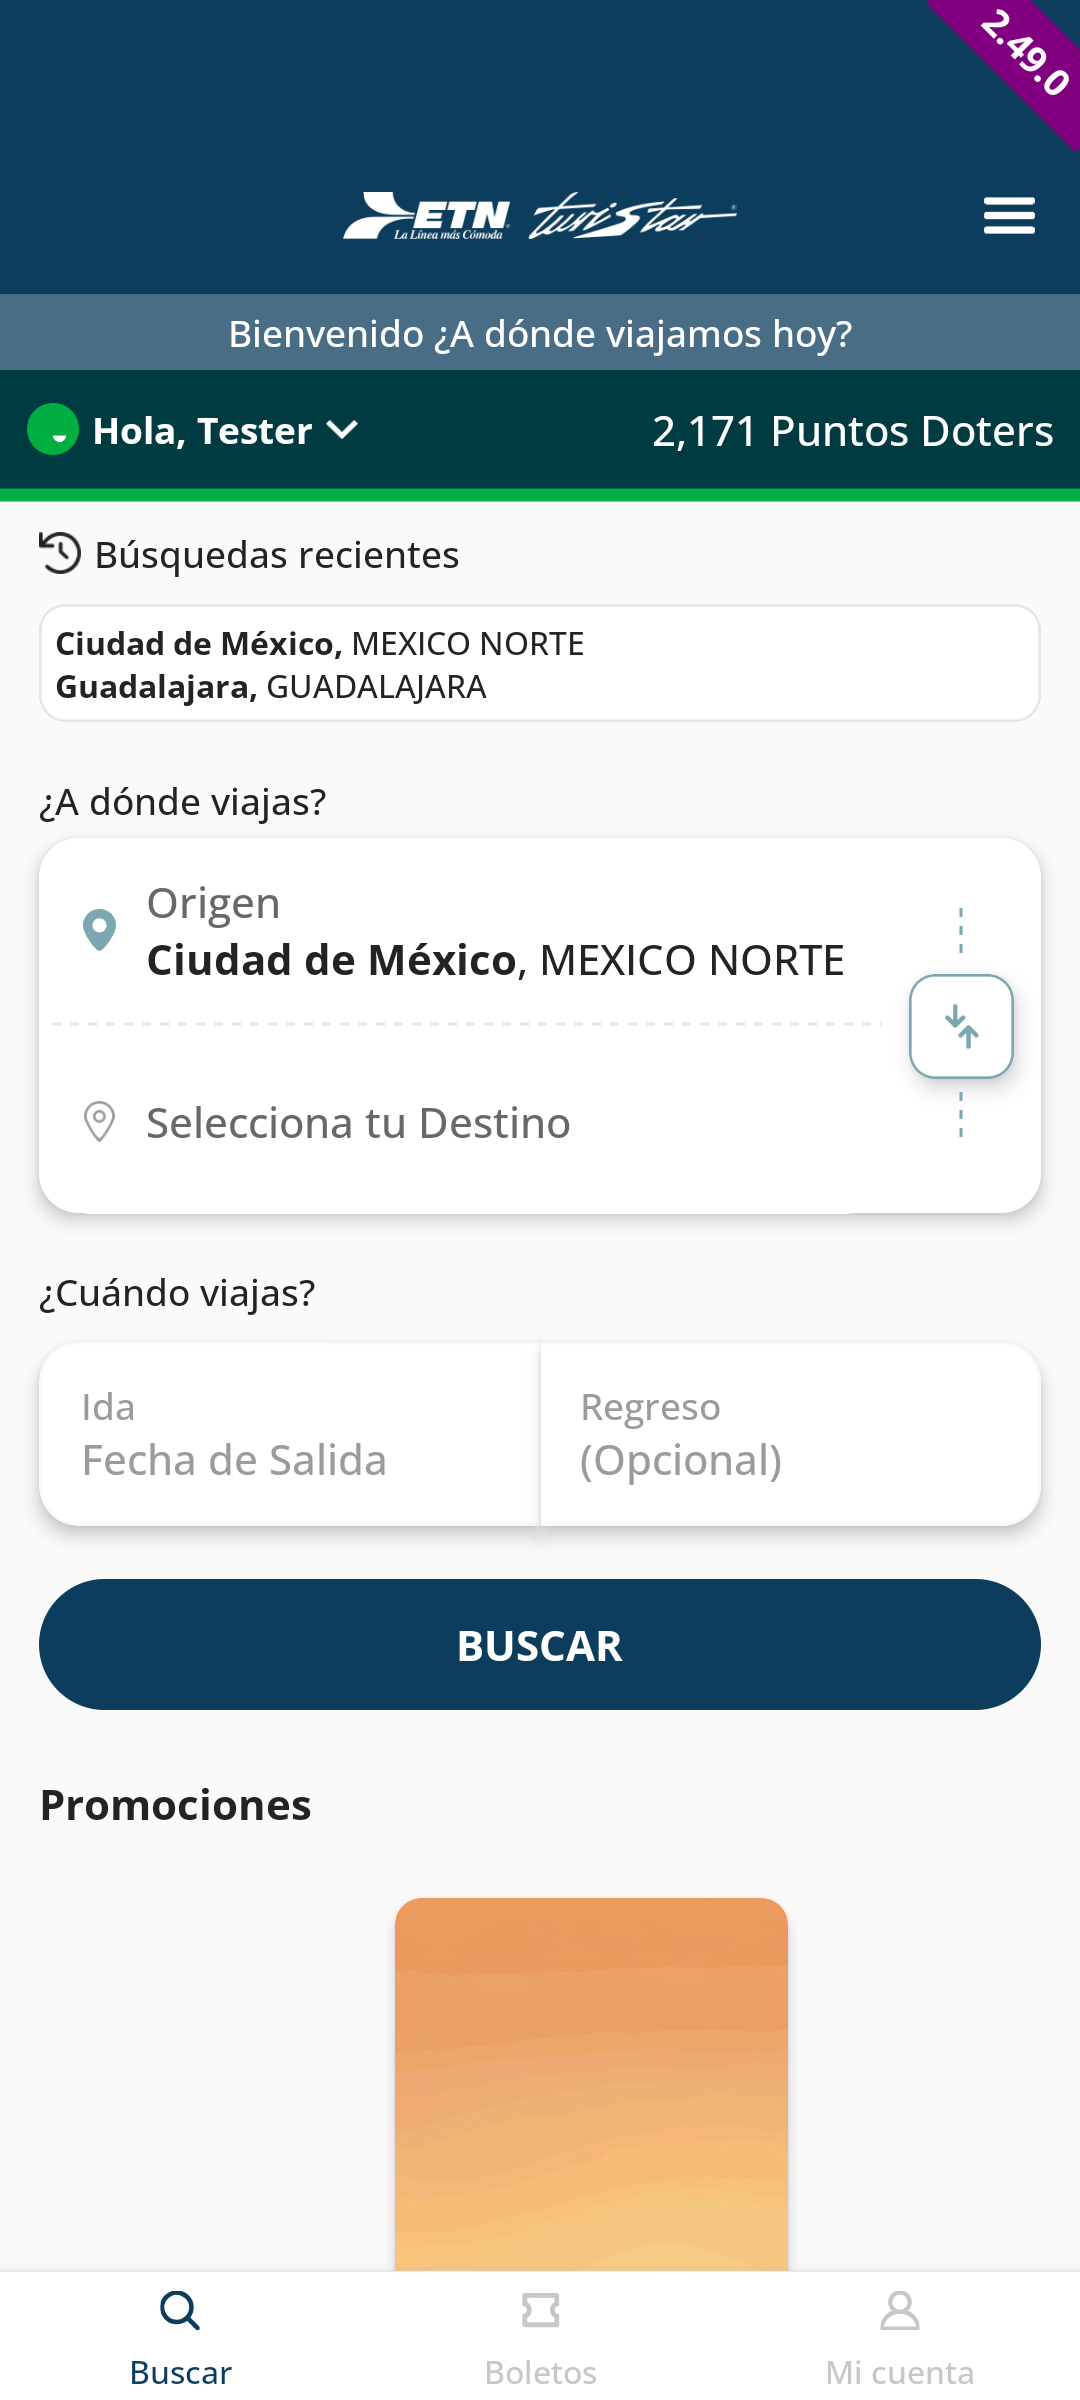 2.49.0
ETN turistar
La Línea más Cómoda
Bienvenido ¿A dónde viajamos hoy?
Hola, Tester
2,171 Puntos Doters
Búsquedas recientes
Ciudad de México, MEXICO NORTE
Guadalajara, GUADALAJARA
¿A dónde viajas?
Origen
Ciudad de México, MEXICO NORTE
Selecciona tu Destino
¿Cuándo viajas?
Ida
Fecha de Salida
Regreso
(Opcional)
BUSCAR
Promociones
Buscar
Boletos
Mi cuenta